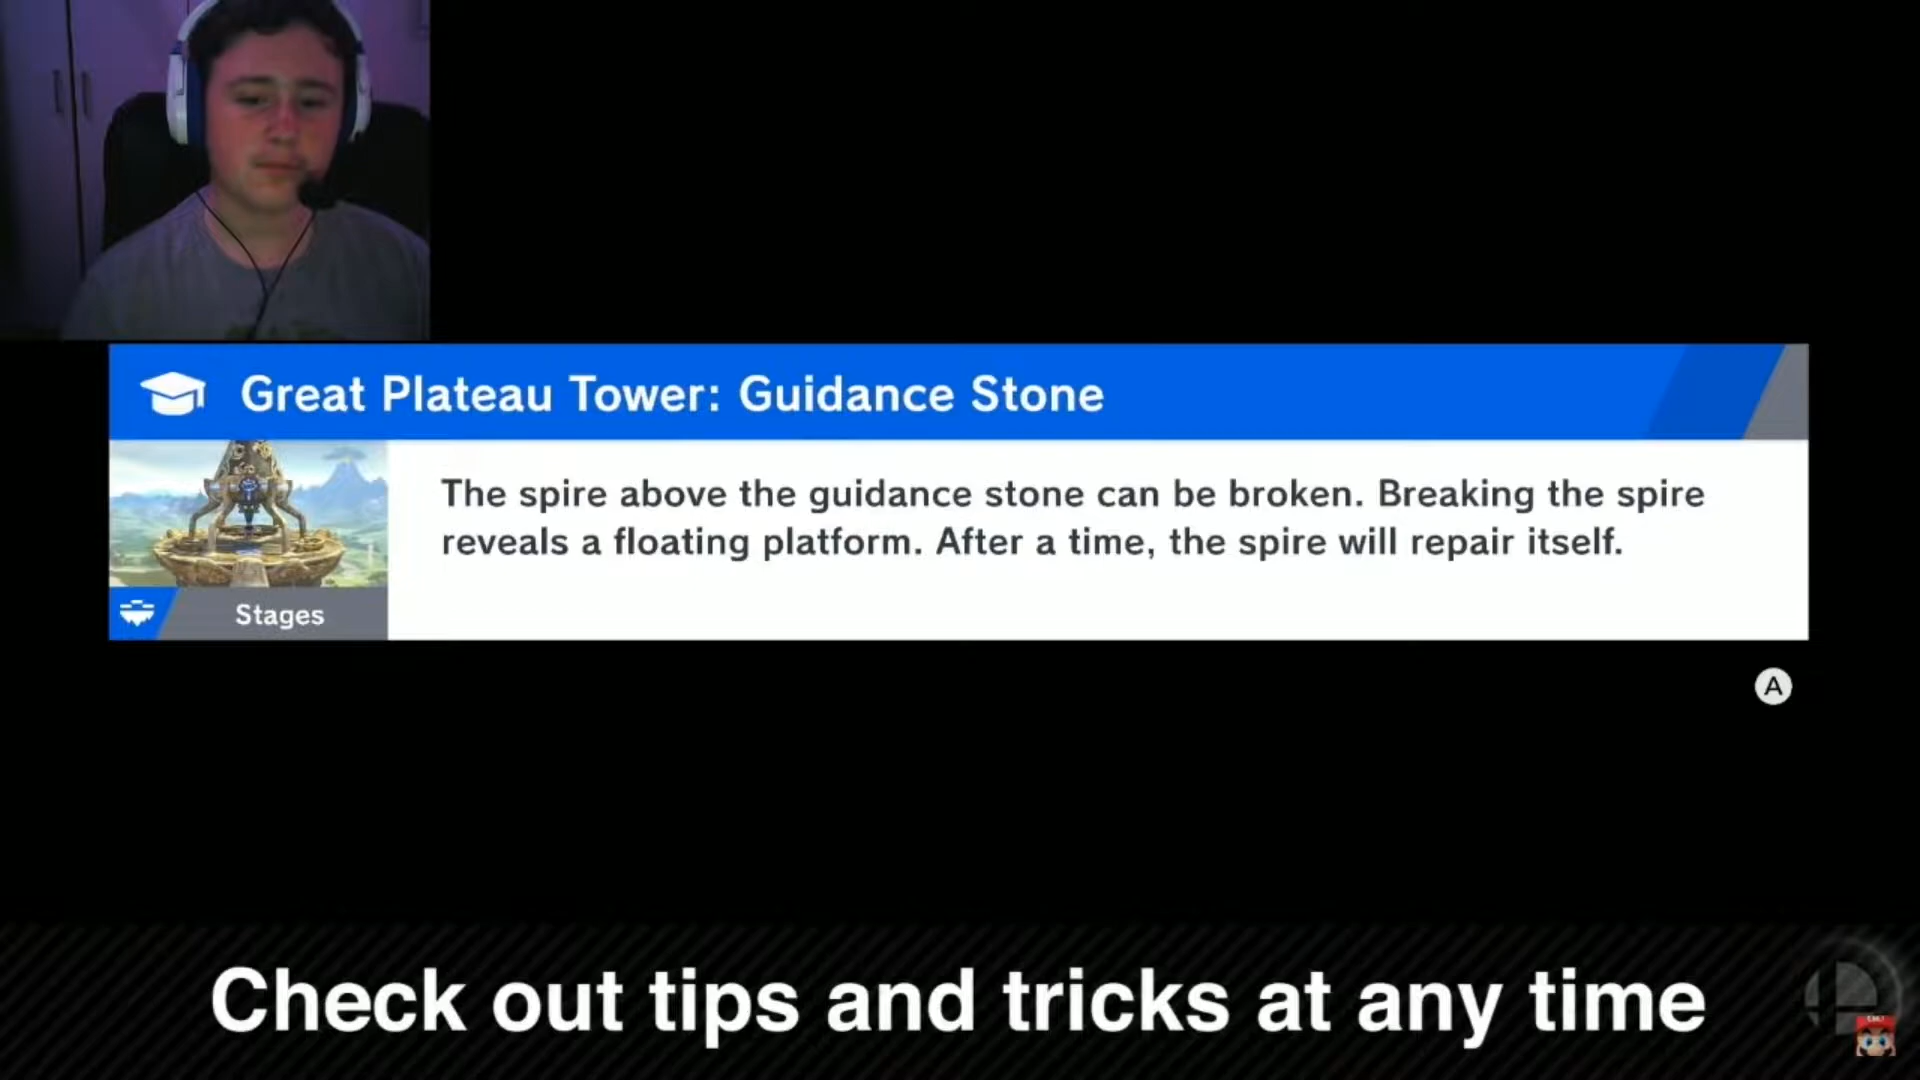 Great Plateau Tower: Guidance Stone
The spire above the guidance stone can be broken. Breaking the spire
reveals a floating platform. After a time, the spire will repair itself.
Stages
A
Check out tips and tricks at any time